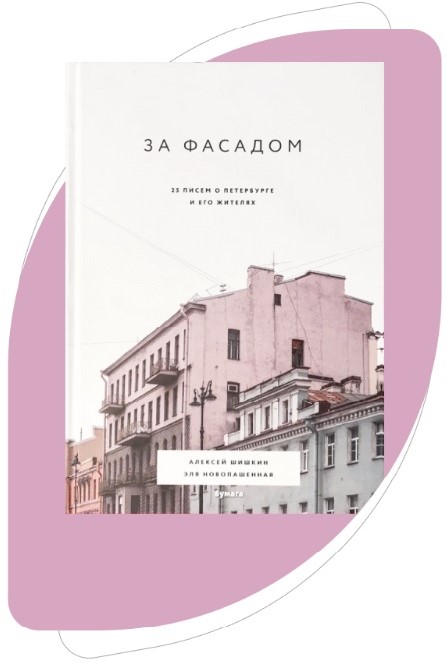 ЗА ФАСАДОМ
25 ПИСЕМ О ПЕТЕРБУРГЕ
И ЕГО ЖИТЕЛЯХ
АЛЕКСЕЙ ШИШКИН
ЭЛЯ НОВОПАШЕННАЯ
бумага